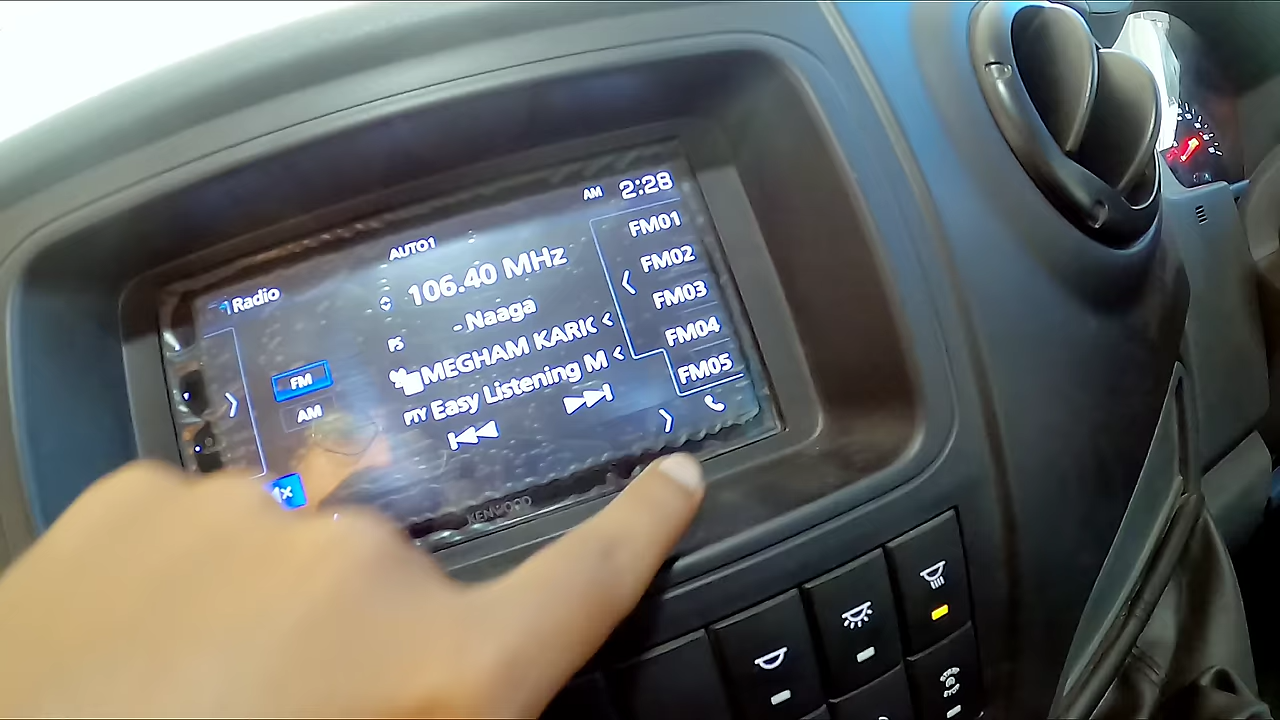 AM 2:28
AUTO1
Radio
106.40 MHz
FM01
FM02
FM03
FM04
FM05
PS - Naaga
MEGHAM KARIC
PTY Easy Listening M
FM
AM
KENWOOD